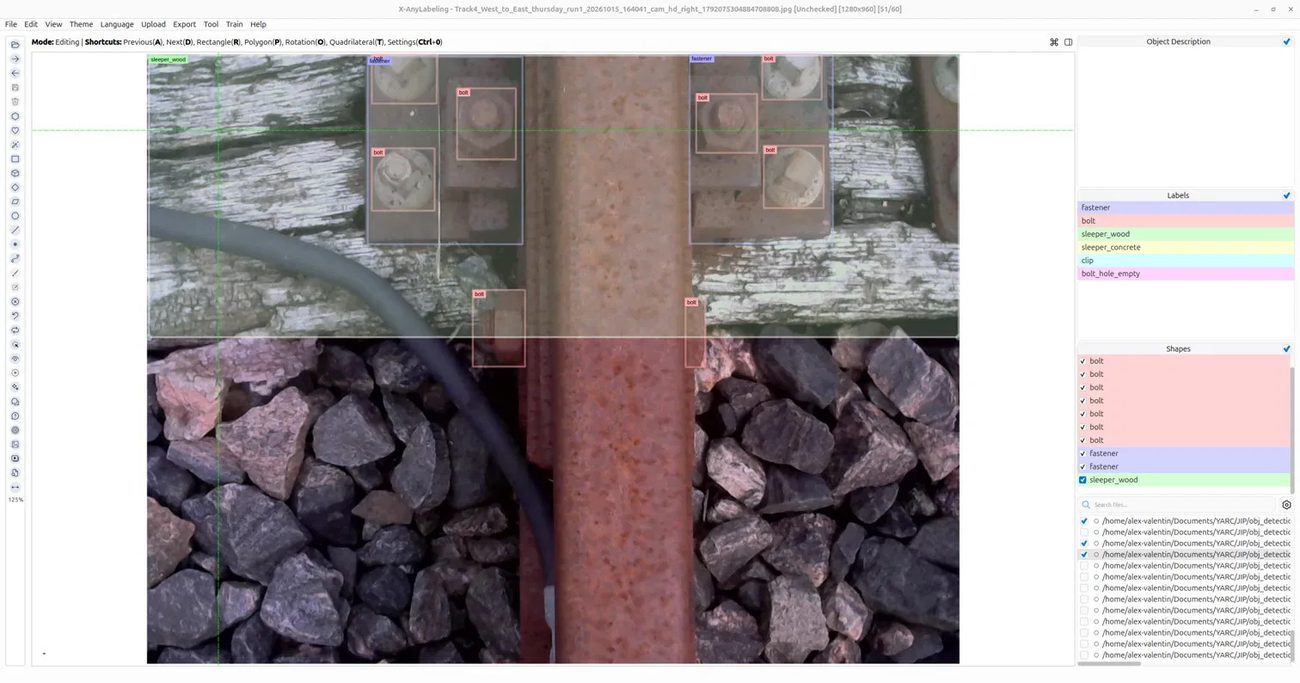 X-AnyLabeling - Track4_West_to_East_thursday_run1_20261015_164041_cam_hd_right_1792075304884708808.jpg [Unchecked] [1280x960] [51/60]
File Edit View Theme Language Upload Export Tool Train Help
Mode: Editing | Shortcuts: Previous(A), Next(D), Rectangle(R), Polygon(P), Rotation(O), Quadrilateral(T), Settings(Ctrl+0)
Object Description
sleeper_wood
bolt
fastener
fastener
bolt
bolt
bolt
bolt
bolt
bolt
bolt
Labels
fastener
bolt
sleeper_wood
sleeper_concrete
clip
bolt_hole_empty
Shapes
bolt
bolt
bolt
bolt
bolt
bolt
bolt
fastener
fastener
sleeper_wood
Search files...
/home/alex-valentin/Documents/YARC/JIP/obj_detectic
/home/alex-valentin/Documents/YARC/JIP/obj_detectic
/home/alex-valentin/Documents/YARC/JIP/obj_detectic
/home/alex-valentin/Documents/YARC/JIP/obj_detectic
/home/alex-valentin/Documents/YARC/JIP/obj_detectic
/home/alex-valentin/Documents/YARC/JIP/obj_detectic
/home/alex-valentin/Documents/YARC/JIP/obj_detectic
/home/alex-valentin/Documents/YARC/JIP/obj_detectic
/home/alex-valentin/Documents/YARC/JIP/obj_detectic
/home/alex-valentin/Documents/YARC/JIP/obj_detectic
/home/alex-valentin/Documents/YARC/JIP/obj_detectic
/home/alex-valentin/Documents/YARC/JIP/obj_detectic
/home/alex-valentin/Documents/YARC/JIP/obj_detectic
125%